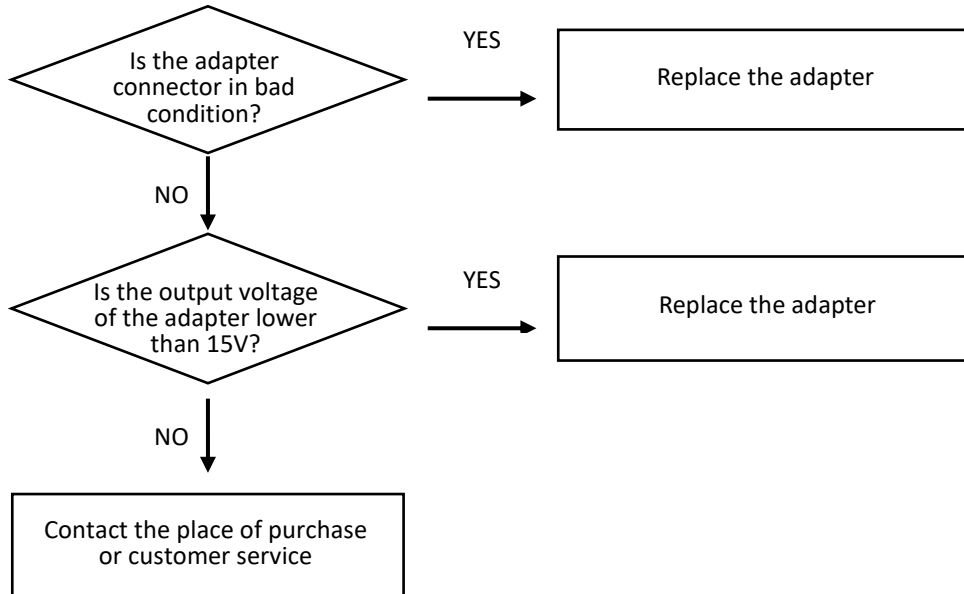 Is the adapter
connector in bad
condition?
YES
Replace the adapter
NO
Is the output voltage
of the adapter lower
than 15V?
YES
Replace the adapter
NO
Contact the place of purchase
or customer service